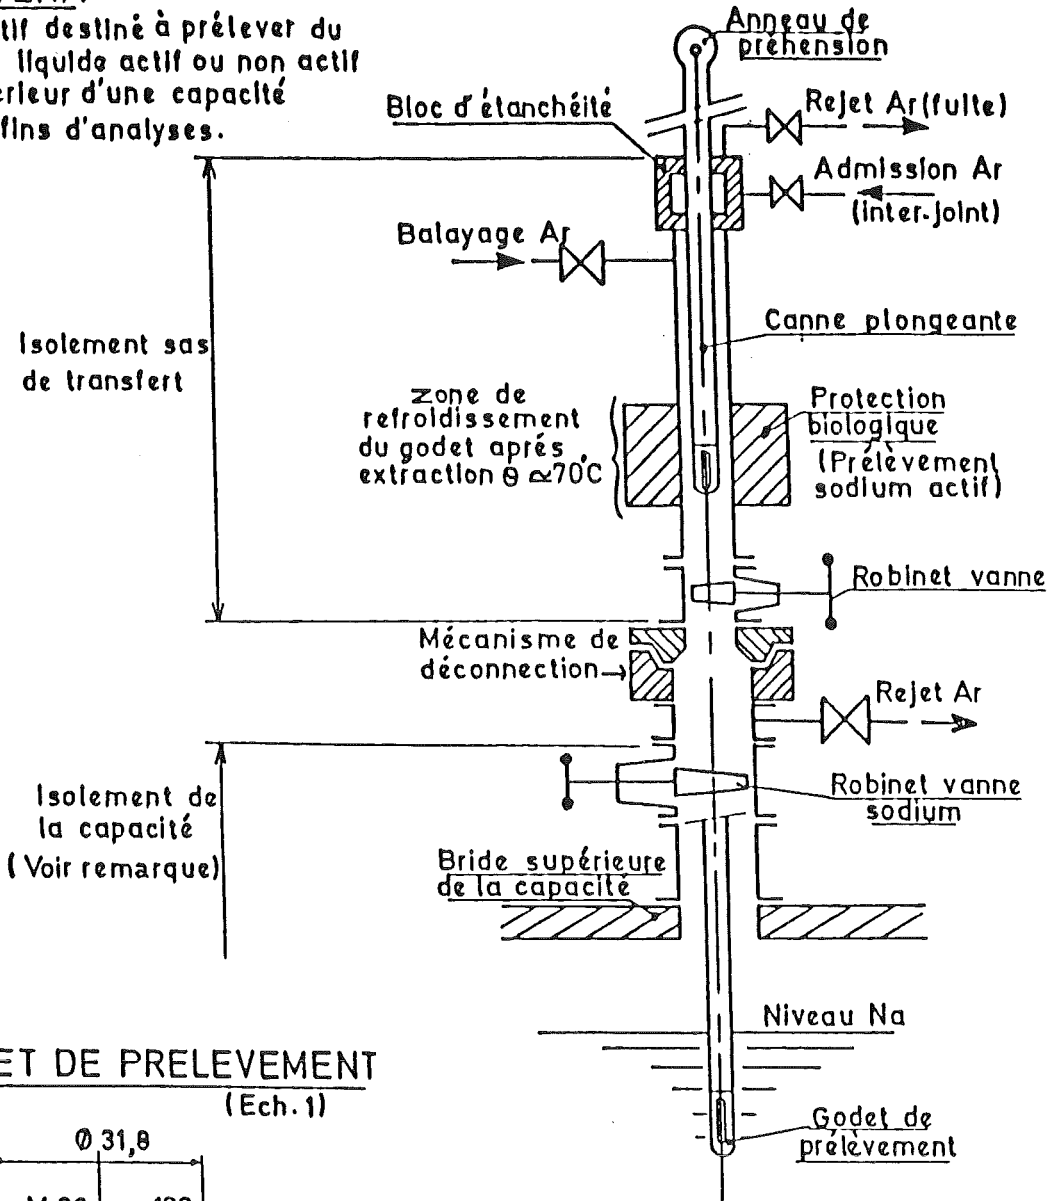 tif destiné à prélever du
liquide actif ou non actif
érieur d'une capacité
fins d'analyses.
Anneau de
préhension
Bloc d'étanchéité
Rejet Ar(fuite)
Admission Ar
(inter-joint)
Balayage Ar
Canne plongeante
Isolement sas
de transfert
zone de
refroidissement
du godet aprés
extraction θ ≃70°C
Protection
biologique
(Prélèvement
sodium actif)
Robinet vanne
Mécanisme de
déconnection
Rejet Ar
Isolement de
la capacité
(Voir remarque)
Robinet vanne
sodium
Bride supérieure
de la capacité
Niveau Na
ET DE PRELEVEMENT
(Ech.1)
Ø 31,8
Godet de
prélèvement